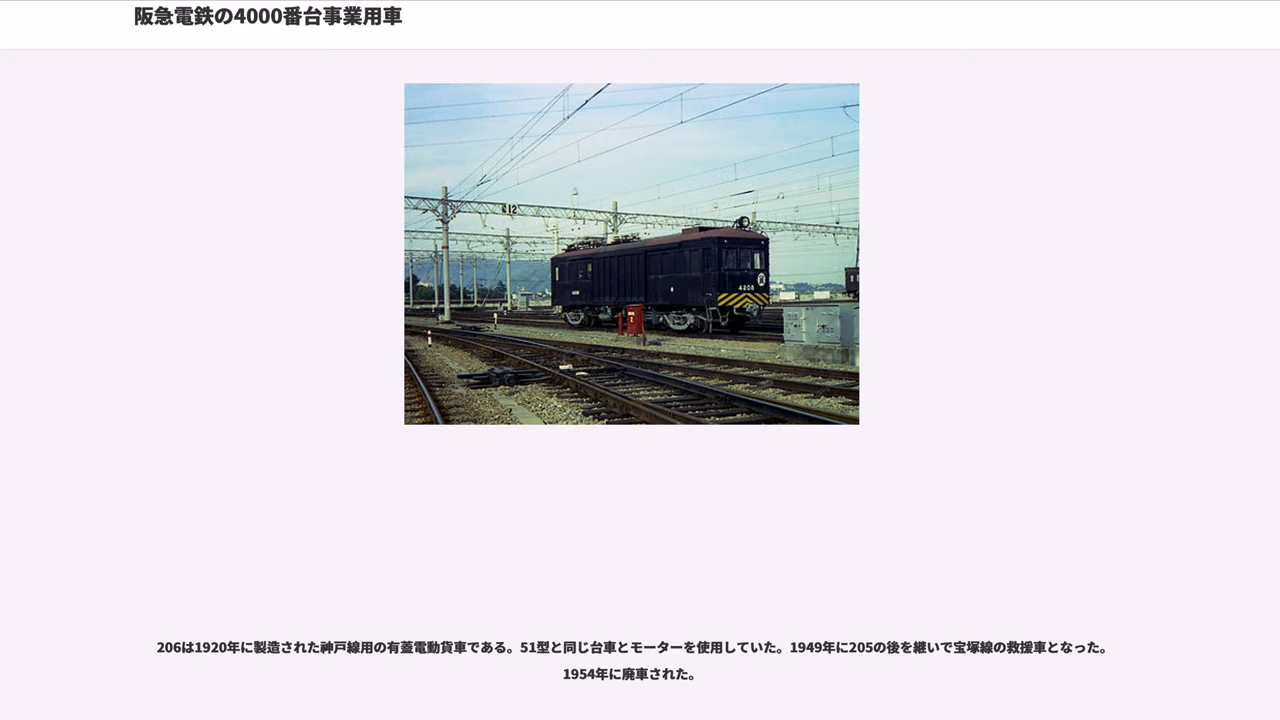 阪急電鉄の4000番台事業用車
12
4208
206は1920年に製造された神戸線用の有蓋電動貨車である。51型と同じ台車とモーターを使用していた。1949年に205の後を継いで宝塚線の救援車となった。
1954年に廃車された。